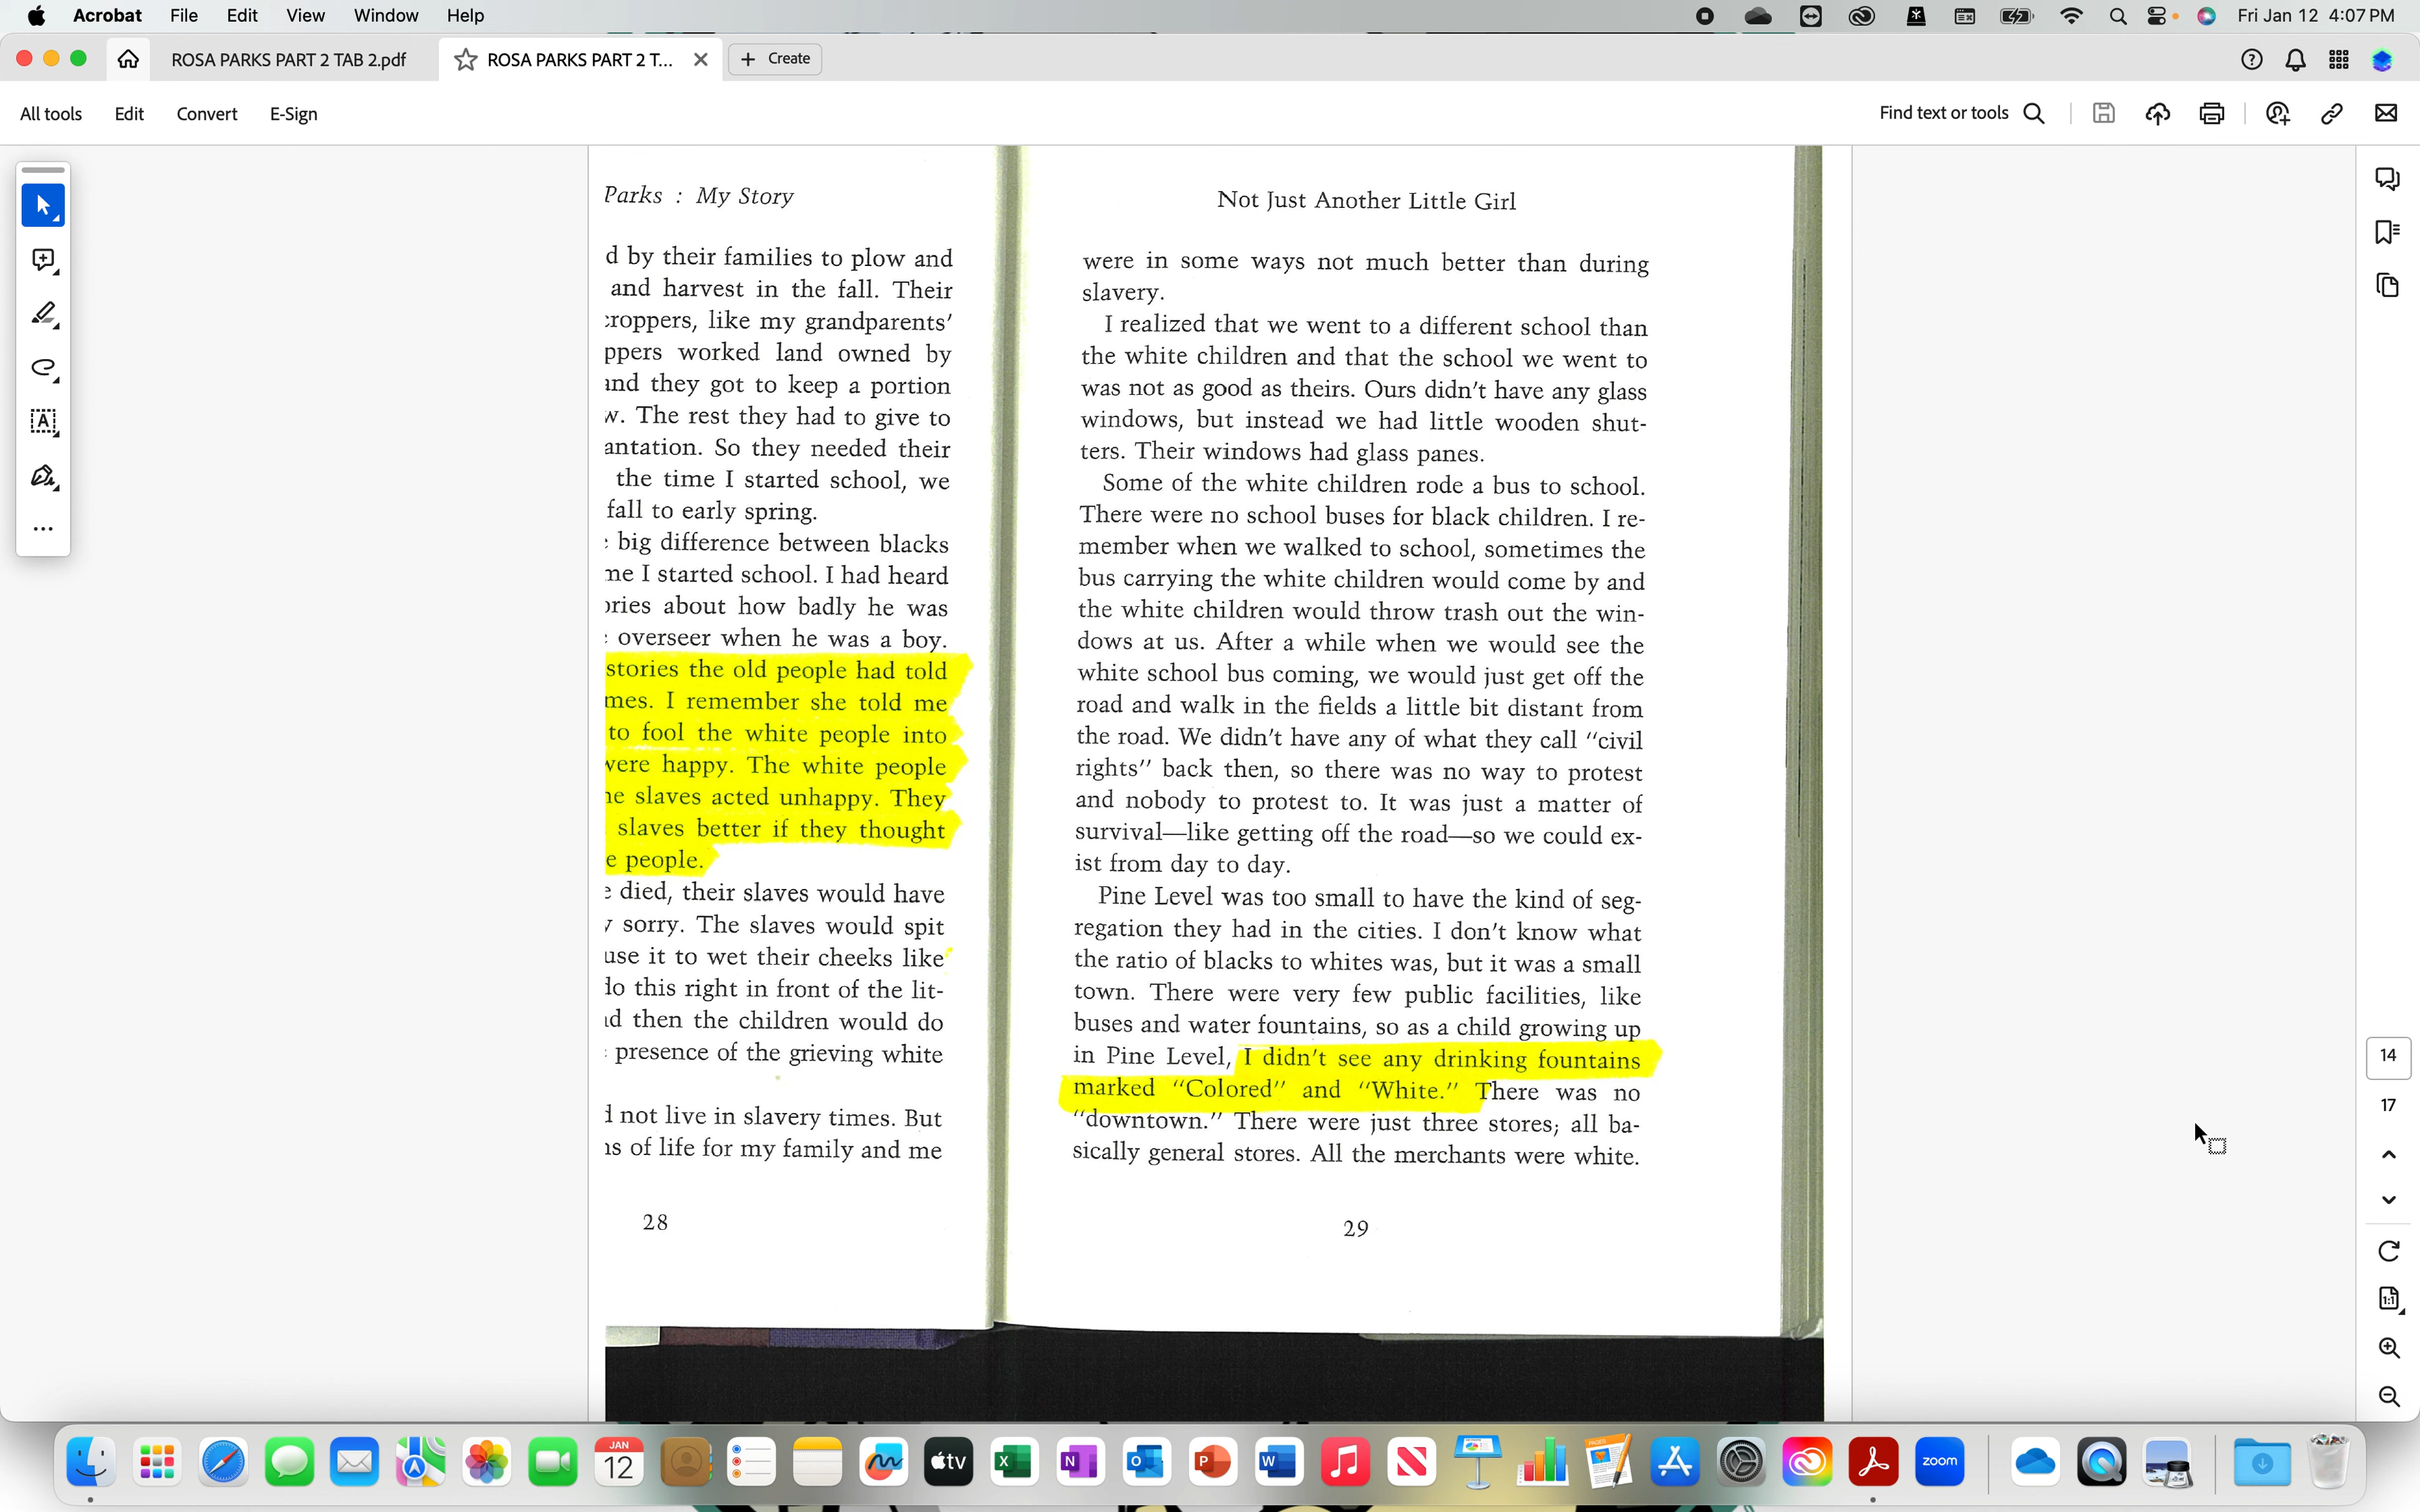 Acrobat File Edit View Window Help
Fri Jan 12 4:07 PM
ROSA PARKS PART 2 TAB 2.pdf
ROSA PARKS PART 2 T...
Create
All tools Edit Convert E-Sign
Find text or tools
Parks : My Story
d by their families to plow and
and harvest in the fall. Their
croppers, like my grandparents'
ppers worked land owned by
and they got to keep a portion
w. The rest they had to give to
antation. So they needed their
the time I started school, we
fall to early spring.
big difference between blacks
me I started school. I had heard
ories about how badly he was
overseer when he was a boy.
stories the old people had told
mes. I remember she told me
to fool the white people into
were happy. The white people
he slaves acted unhappy. They
slaves better if they thought
e people.
e died, their slaves would have
y sorry. The slaves would spit
use it to wet their cheeks like
do this right in front of the lit-
nd then the children would do
presence of the grieving white
d not live in slavery times. But
ns of life for my family and me
28
Not Just Another Little Girl
were in some ways not much better than during
slavery.
I realized that we went to a different school than
the white children and that the school we went to
was not as good as theirs. Ours didn't have any glass
windows, but instead we had little wooden shut-
ters. Their windows had glass panes.
Some of the white children rode a bus to school.
There were no school buses for black children. I re-
member when we walked to school, sometimes the
bus carrying the white children would come by and
the white children would throw trash out the win-
dows at us. After a while when we would see the
white school bus coming, we would just get off the
road and walk in the fields a little bit distant from
the road. We didn't have any of what they call "civil
rights" back then, so there was no way to protest
and nobody to protest to. It was just a matter of
survival—like getting off the road—so we could ex-
ist from day to day.
Pine Level was too small to have the kind of seg-
regation they had in the cities. I don't know what
the ratio of blacks to whites was, but it was a small
town. There were very few public facilities, like
buses and water fountains, so as a child growing up
in Pine Level, I didn't see any drinking fountains
marked "Colored" and "White." There was no
"downtown." There were just three stores; all ba-
sically general stores. All the merchants were white.
29
14
17
1:1
JAN
12
tv
X
N
O
P
W
PAGES
zoom